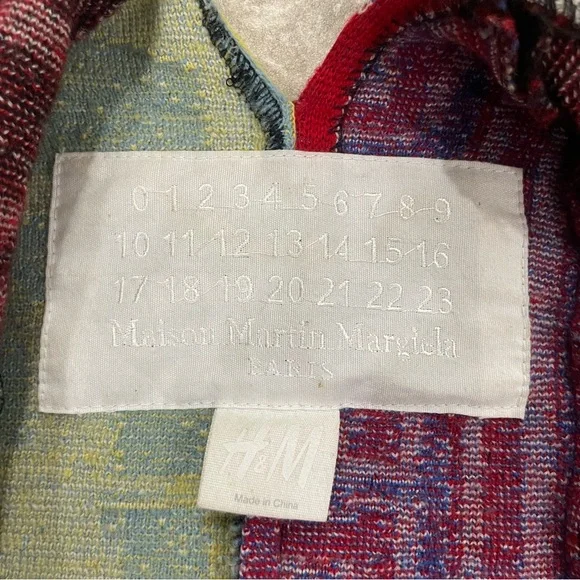 0 1 2 3 4 5 6 7 8 9
10 11 12 13 14 15 16
17 18 19 20 21 22 23
Maison Martin Margiela
PARIS
H&M
Made in China